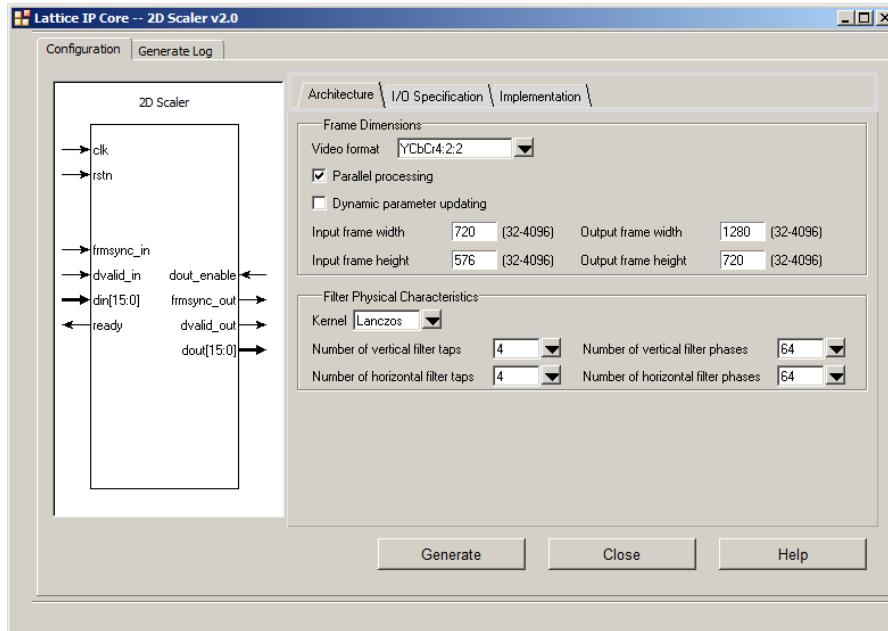 Lattice IP Core -- 2D Scaler v2.0
Configuration Generate Log
2D Scaler
clk
rstn
frmsync_in
dvalid_in dout_enable
din[15:0] frmsync_out
ready dvalid_out
dout[15:0]
Architecture I/O Specification Implementation
Frame Dimensions
Video format YCbCr4:2:2
Parallel processing
Dynamic parameter updating
Input frame width 720 (32-4096) Output frame width 1280 (32-4096)
Input frame height 576 (32-4096) Output frame height 720 (32-4096)
Filter Physical Characteristics
Kernel Lanczos
Number of vertical filter taps 4 Number of vertical filter phases 64
Number of horizontal filter taps 4 Number of horizontal filter phases 64
Generate Close Help